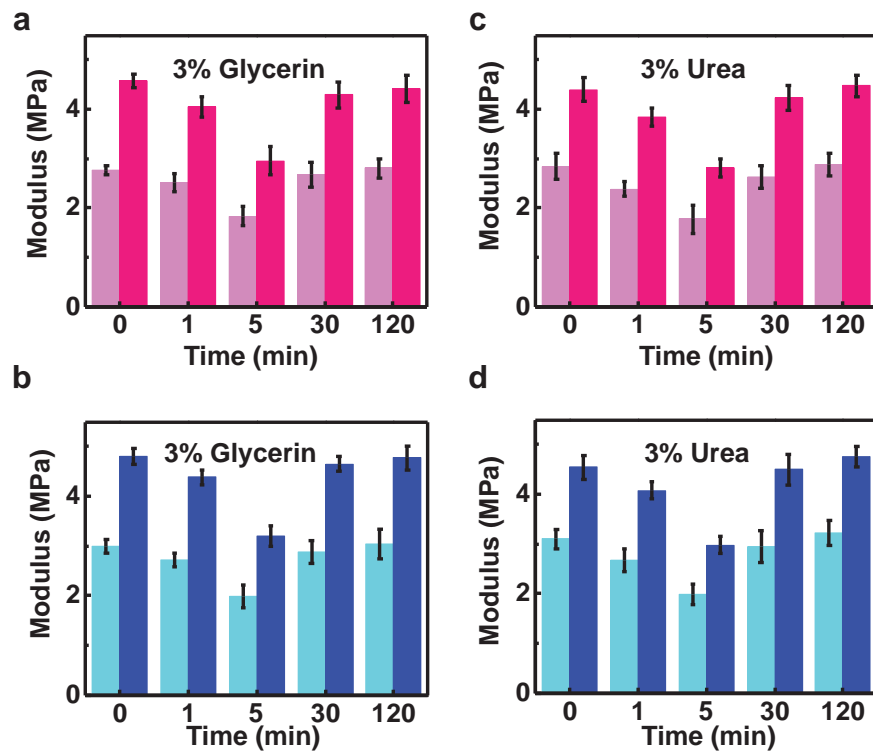 a
3% Glycerin
Modulus (MPa)
4
2
0
0 1 5 30 120
Time (min)
c
3% Urea
Modulus (MPa)
4
2
0
0 1 5 30 120
Time (min)
b
3% Glycerin
Modulus (MPa)
4
2
0
0 1 5 30 120
Time (min)
d
3% Urea
Modulus (MPa)
4
2
0
0 1 5 30 120
Time (min)